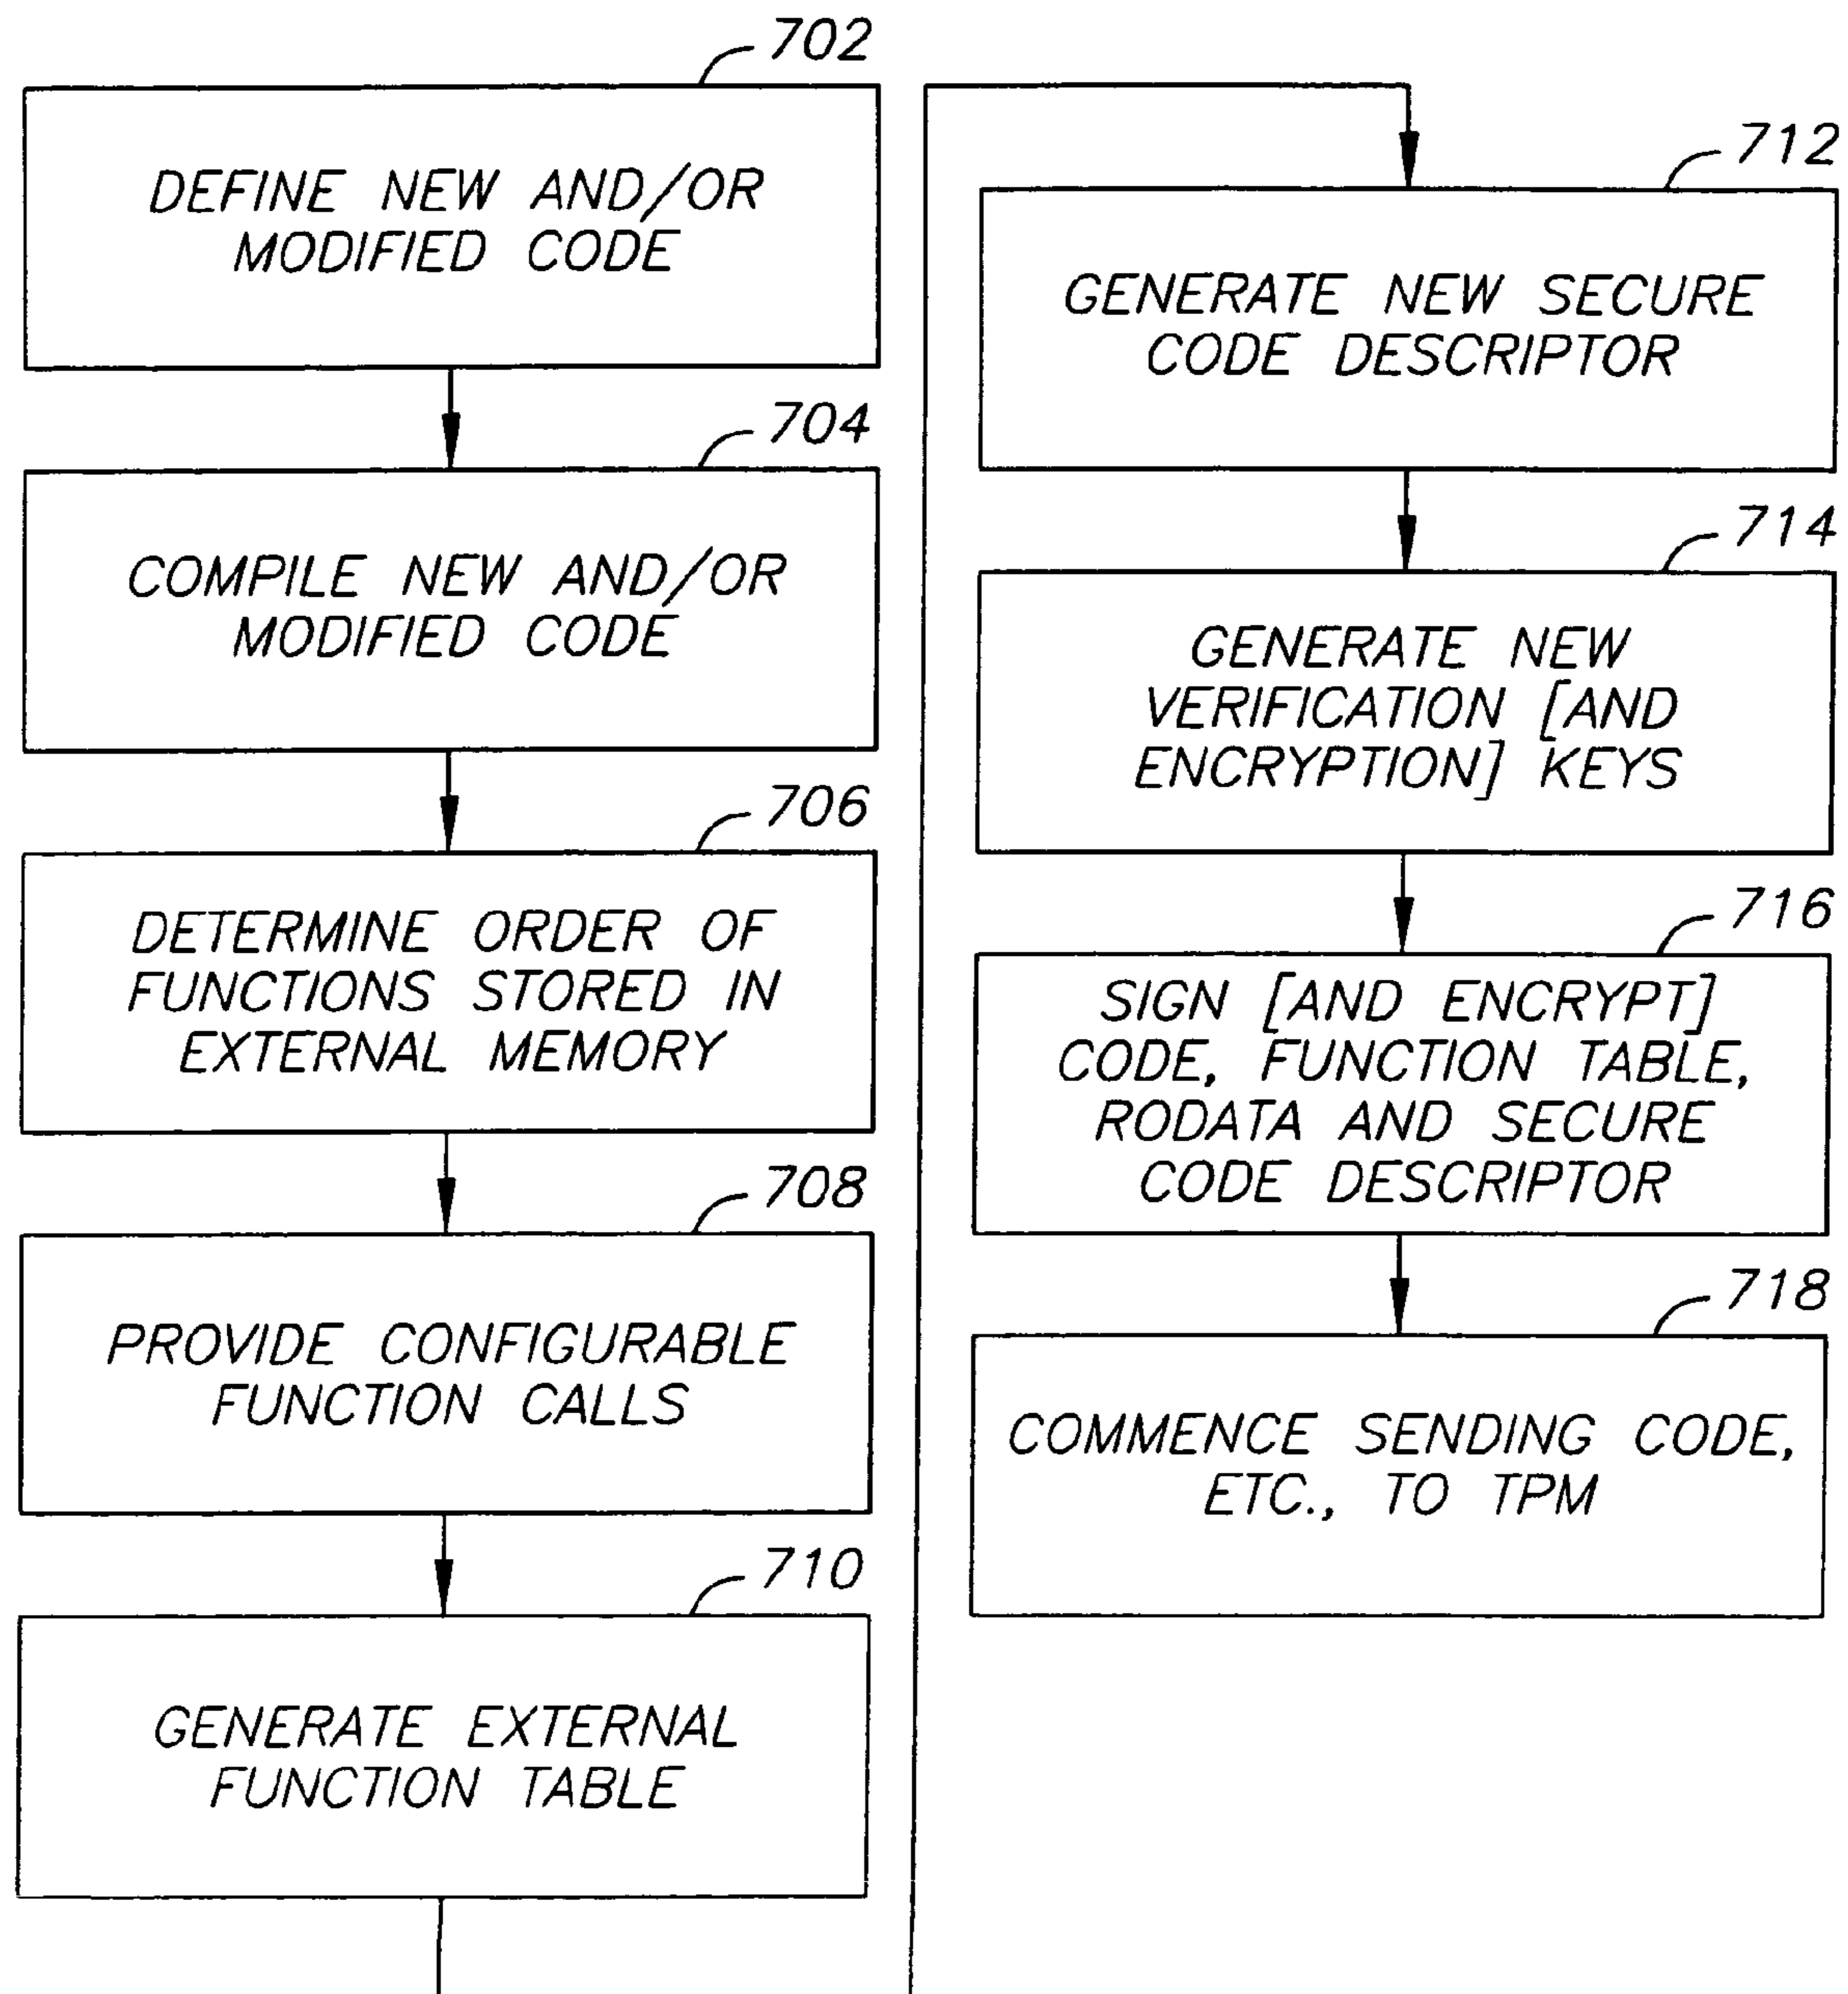 702
DEFINE NEW AND/OR
MODIFIED CODE
704
COMPILE NEW AND/OR
MODIFIED CODE
706
DETERMINE ORDER OF
FUNCTIONS STORED IN
EXTERNAL MEMORY
708
PROVIDE CONFIGURABLE
FUNCTION CALLS
710
GENERATE EXTERNAL
FUNCTION TABLE
712
GENERATE NEW SECURE
CODE DESCRIPTOR
714
GENERATE NEW
VERIFICATION [AND
ENCRYPTION] KEYS
716
SIGN [AND ENCRYPT]
CODE, FUNCTION TABLE,
RODATA AND SECURE
CODE DESCRIPTOR
718
COMMENCE SENDING CODE,
ETC., TO TPM